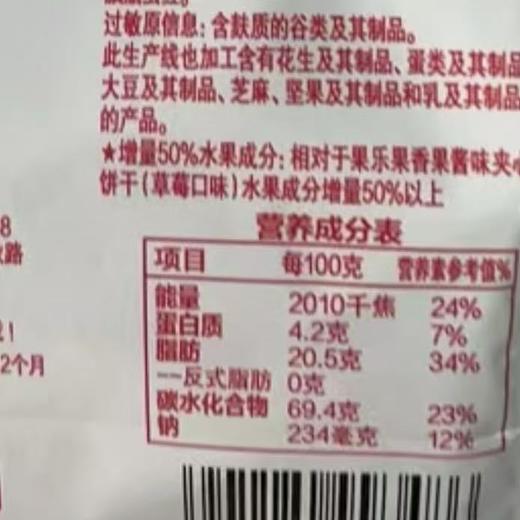 过敏原信息：含麸质的谷类及其制品。
此生产线也加工含有花生及其制品、蛋类及其制品
大豆及其制品、芝麻、坚果及其制品和乳及其制品
的产品。
★增量50%水果成分：相对于果乐果香果酱味夹心
饼干（草莓口味）水果成分增量50%以上
8
路
!
2个月
营养成分表
项目 每100克 营养素参考值%
能量 2010千焦 24%
蛋白质 4.2克 7%
脂肪 20.5克 34%
一反式脂肪 0克
碳水化合物 69.4克 23%
钠 234毫克 12%